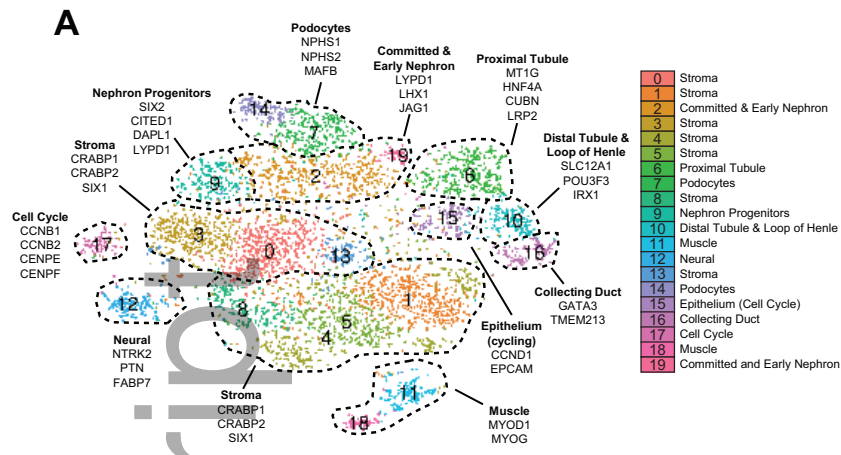 A
Podocytes
NPHS1
NPHS2
MAFB
Committed &
Early Nephron
LYPD1
LHX1
JAG1
Proximal Tubule
MT1G
HNF4A
CUBN
LRP2
Nephron Progenitors
SIX2
CITED1
DAPL1
LYPD1
Distal Tubule &
Loop of Henle
SLC12A1
POU3F3
IRX1
Stroma
CRABP1
CRABP2
SIX1
Cell Cycle
CCNB1
CCNB2
CENPE
CENPF
Collecting Duct
GATA3
TMEM213
Neural
NTRK2
PTN
FABP7
Epithelium
(cycling)
CCND1
EPCAM
Stroma
CRABP1
CRABP2
SIX1
Muscle
MYOD1
MYOG
14
7
19
2
9
6
15
10
16
17
3
0
13
12
8
1
5
4
11
18
0 Stroma
1 Stroma
2 Committed & Early Nephron
3 Stroma
4 Stroma
5 Stroma
6 Proximal Tubule
7 Podocytes
8 Stroma
9 Nephron Progenitors
10 Distal Tubule & Loop of Henle
11 Muscle
12 Neural
13 Stroma
14 Podocytes
15 Epithelium (Cell Cycle)
16 Collecting Duct
17 Cell Cycle
18 Muscle
19 Committed and Early Nephron